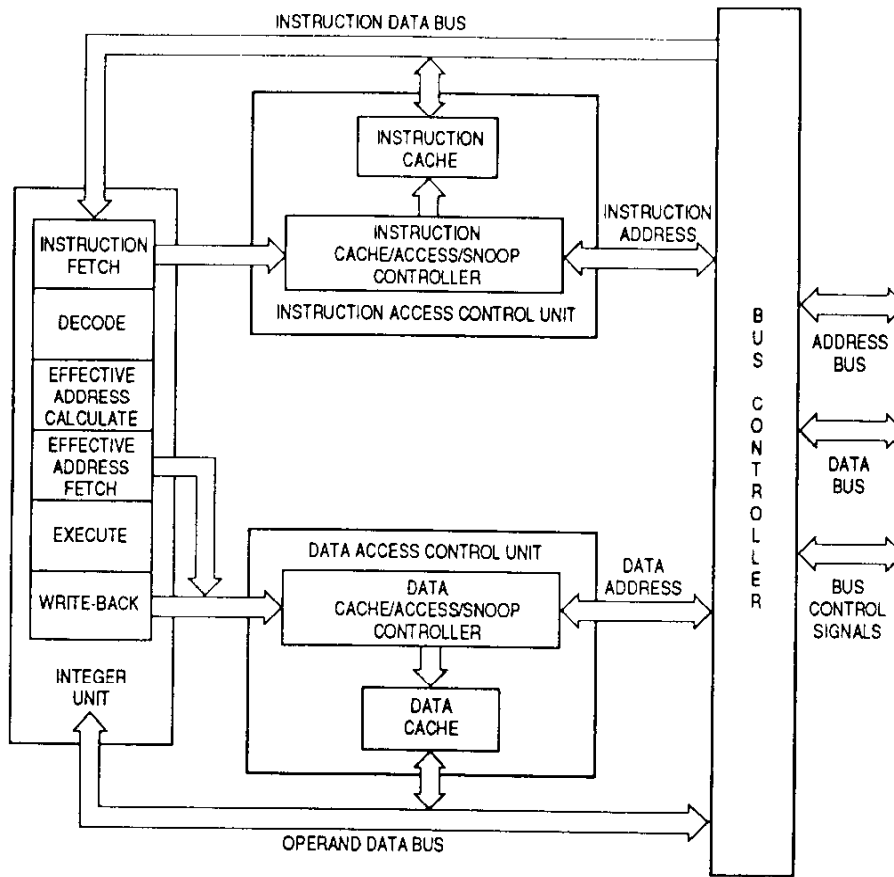 INSTRUCTION DATA BUS
INSTRUCTION
CACHE
INSTRUCTION
FETCH
INSTRUCTION
CACHE/ACCESS/SNOOP
CONTROLLER
INSTRUCTION
ADDRESS
INSTRUCTION ACCESS CONTROL UNIT
DECODE
EFFECTIVE
ADDRESS
CALCULATE
EFFECTIVE
ADDRESS
FETCH
EXECUTE
WRITE-BACK
INTEGER
UNIT
DATA ACCESS CONTROL UNIT
DATA
CACHE/ACCESS/SNOOP
CONTROLLER
DATA
ADDRESS
DATA
CACHE
OPERAND DATA BUS
BUS CONTROLLER
ADDRESS
BUS
DATA
BUS
BUS
CONTROL
SIGNALS